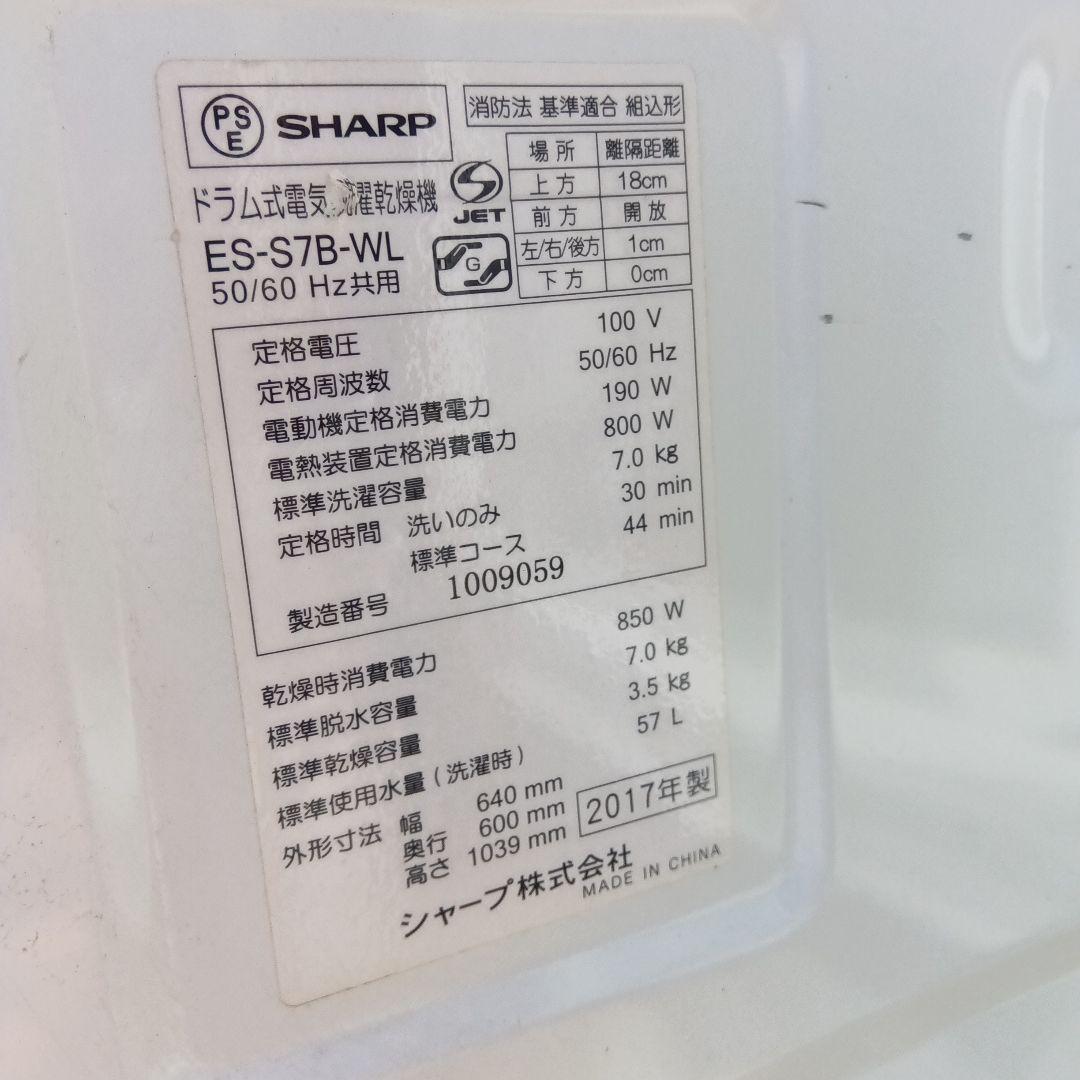 PSE SHARP
消防法 基準適合 組込形
ドラム式電気洗濯乾燥機
JET
ES-S7B-WL
G
50/60 Hz共用
場所 離隔距離
上方 18cm
前方 開放
左/右/後方 1cm
下方 0cm
定格電圧 100 V
定格周波数 50/60 Hz
電動機定格消費電力 190 W
電熱装置定格消費電力 800 W
標準洗濯容量 7.0 kg
定格時間 洗いのみ 30 min
標準コース 44 min
製造番号 1009059
乾燥時消費電力 850 W
標準脱水容量 7.0 kg
標準乾燥容量 3.5 kg
標準使用水量(洗濯時) 57 L
外形寸法 幅 640 mm
奥行 600 mm
高さ 1039 mm
2017年製
シャープ株式会社
MADE IN CHINA